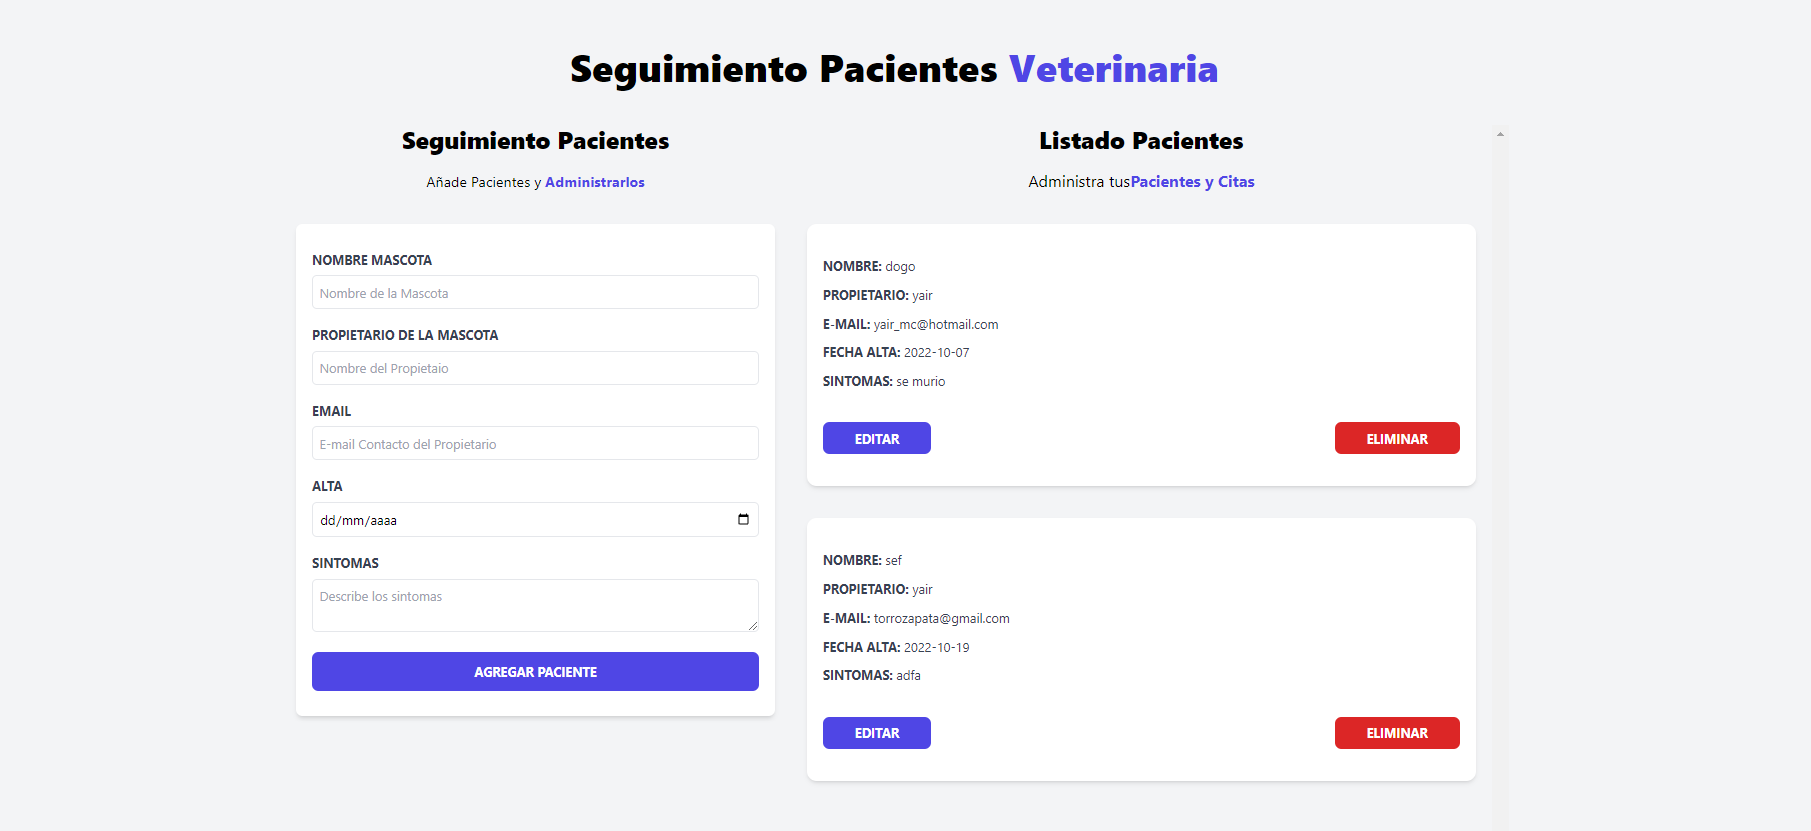 Seguimiento Pacientes Veterinaria
Seguimiento Pacientes
Añade Pacientes y Administrarlos
NOMBRE MASCOTA
Nombre de la Mascota
PROPIETARIO DE LA MASCOTA
Nombre del Propietaio
EMAIL
E-mail Contacto del Propietario
ALTA
dd/mm/aaaa
SINTOMAS
Describe los sintomas
AGREGAR PACIENTE
Listado Pacientes
Administra tusPacientes y Citas
NOMBRE: dogo
PROPIETARIO: yair
E-MAIL: yair_mc@hotmail.com
FECHA ALTA: 2022-10-07
SINTOMAS: se murio
EDITAR
ELIMINAR
NOMBRE: sef
PROPIETARIO: yair
E-MAIL: torrozapata@gmail.com
FECHA ALTA: 2022-10-19
SINTOMAS: adfa
EDITAR
ELIMINAR